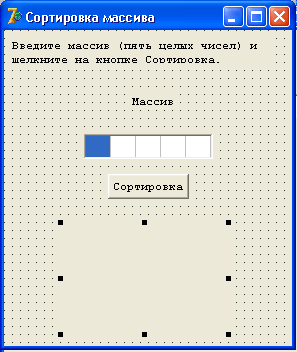 Сортировка массива
Введите массив (пять целых чисел) и
щелкните на кнопке Сортировка.
Массив
Сортировка